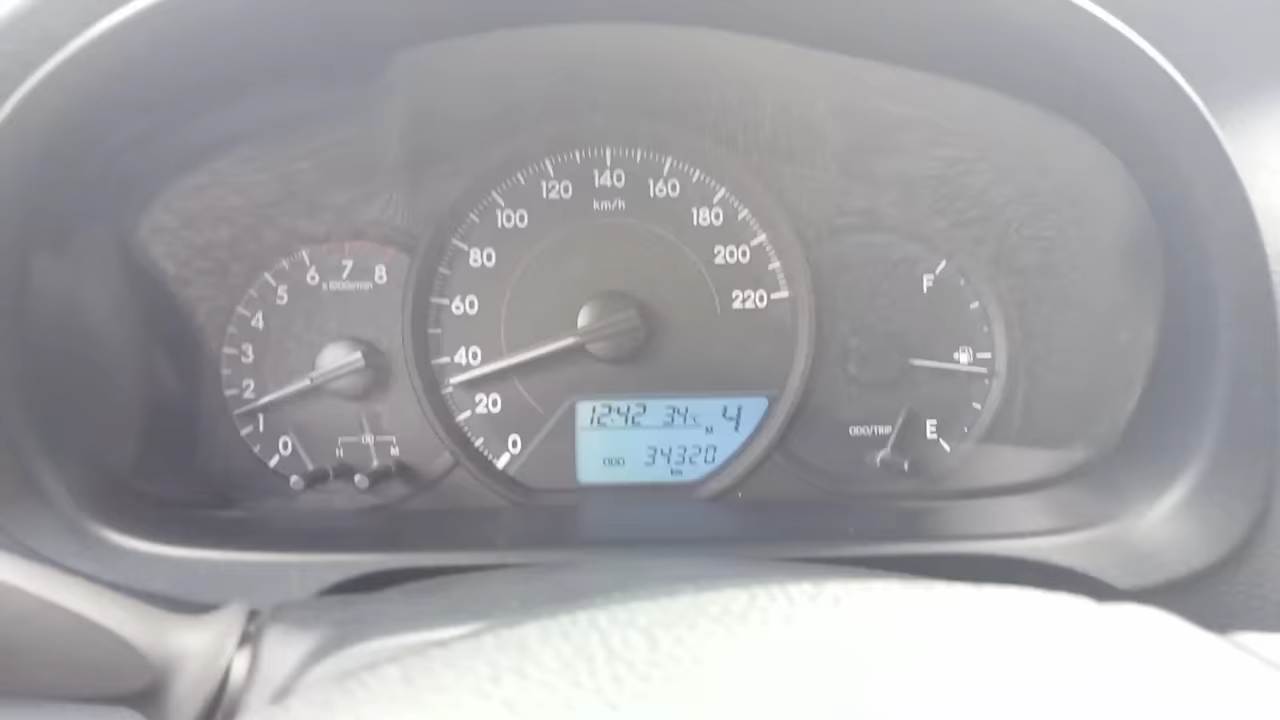 0 1 2 3 4 5 6 7 8
x1000r/min
H M
0 20 40 60 80 100 120 140 160 180 200 220
km/h
12:42 34°C M 4
ODO 34320
km
F
E
ODO/TRIP